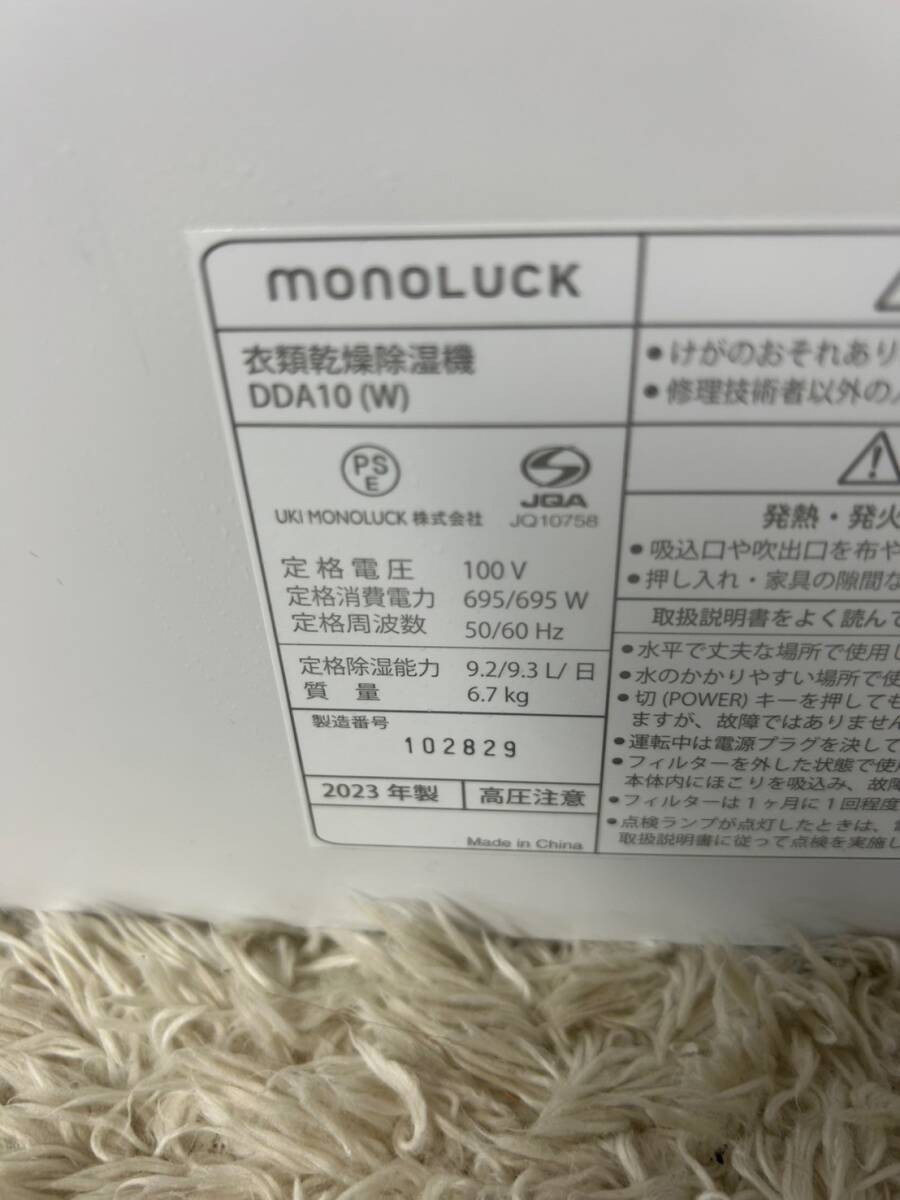 monoLUCK
衣類乾燥除湿機
DDA10 (W)
PS
E
JQA
UKI MONOLUCK 株式会社
JQ10758
定格電圧 100 V
定格消費電力 695/695 W
定格周波数 50/60 Hz
定格除湿能力 9.2/9.3 L/日
質量 6.7 kg
製造番号
102829
2023 年製
高圧注意
Made in China
•けがのおそれあり
•修理技術者以外の
発熱・発火
•吸込口や吹出口を布や
•押し入れ・家具の隙間な
取扱説明書をよく読んで
•水平で丈夫な場所で使用し
•水のかかりやすい場所で使
•切 (POWER) キーを押しても
ますが、故障ではありません
•運転中は電源プラグを決して
•フィルターを外した状態で使
本体内にほこりを吸込み、故
•フィルターは1ヶ月に1回程度
•点検ランプが点灯したときは、
取扱説明書に従って点検を実施し